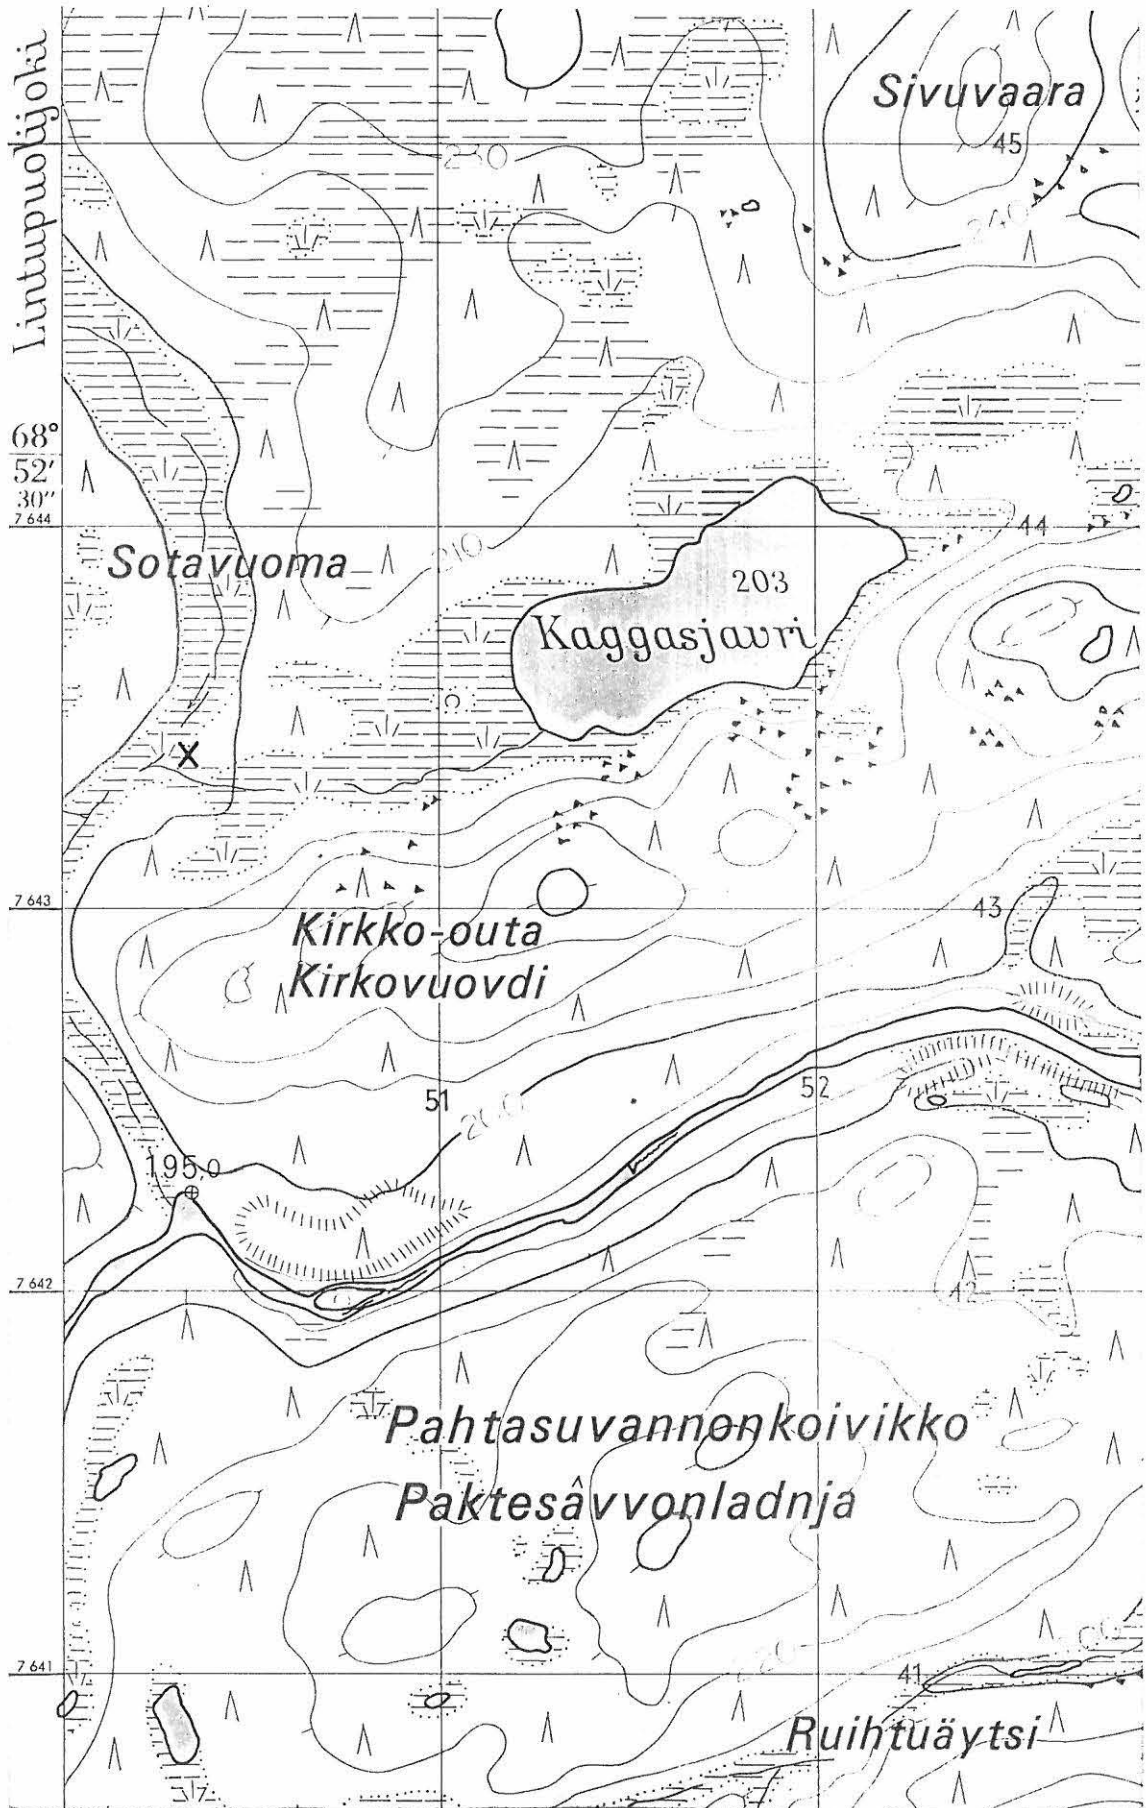 Lintupuolijoki
Sivuvaara
45
230
240
68°
52′
30″
7 644
44
Sotavuoma
210
203
Kaggasjavri
X
7 643
43
Kirkko-outa
Kirkovuovdi
51
52
200
195,0
7 642
42
Pahtasuvannonkoivikko
Paktesâvvonladnja
7 641
41
220
Ruihtuäytsi